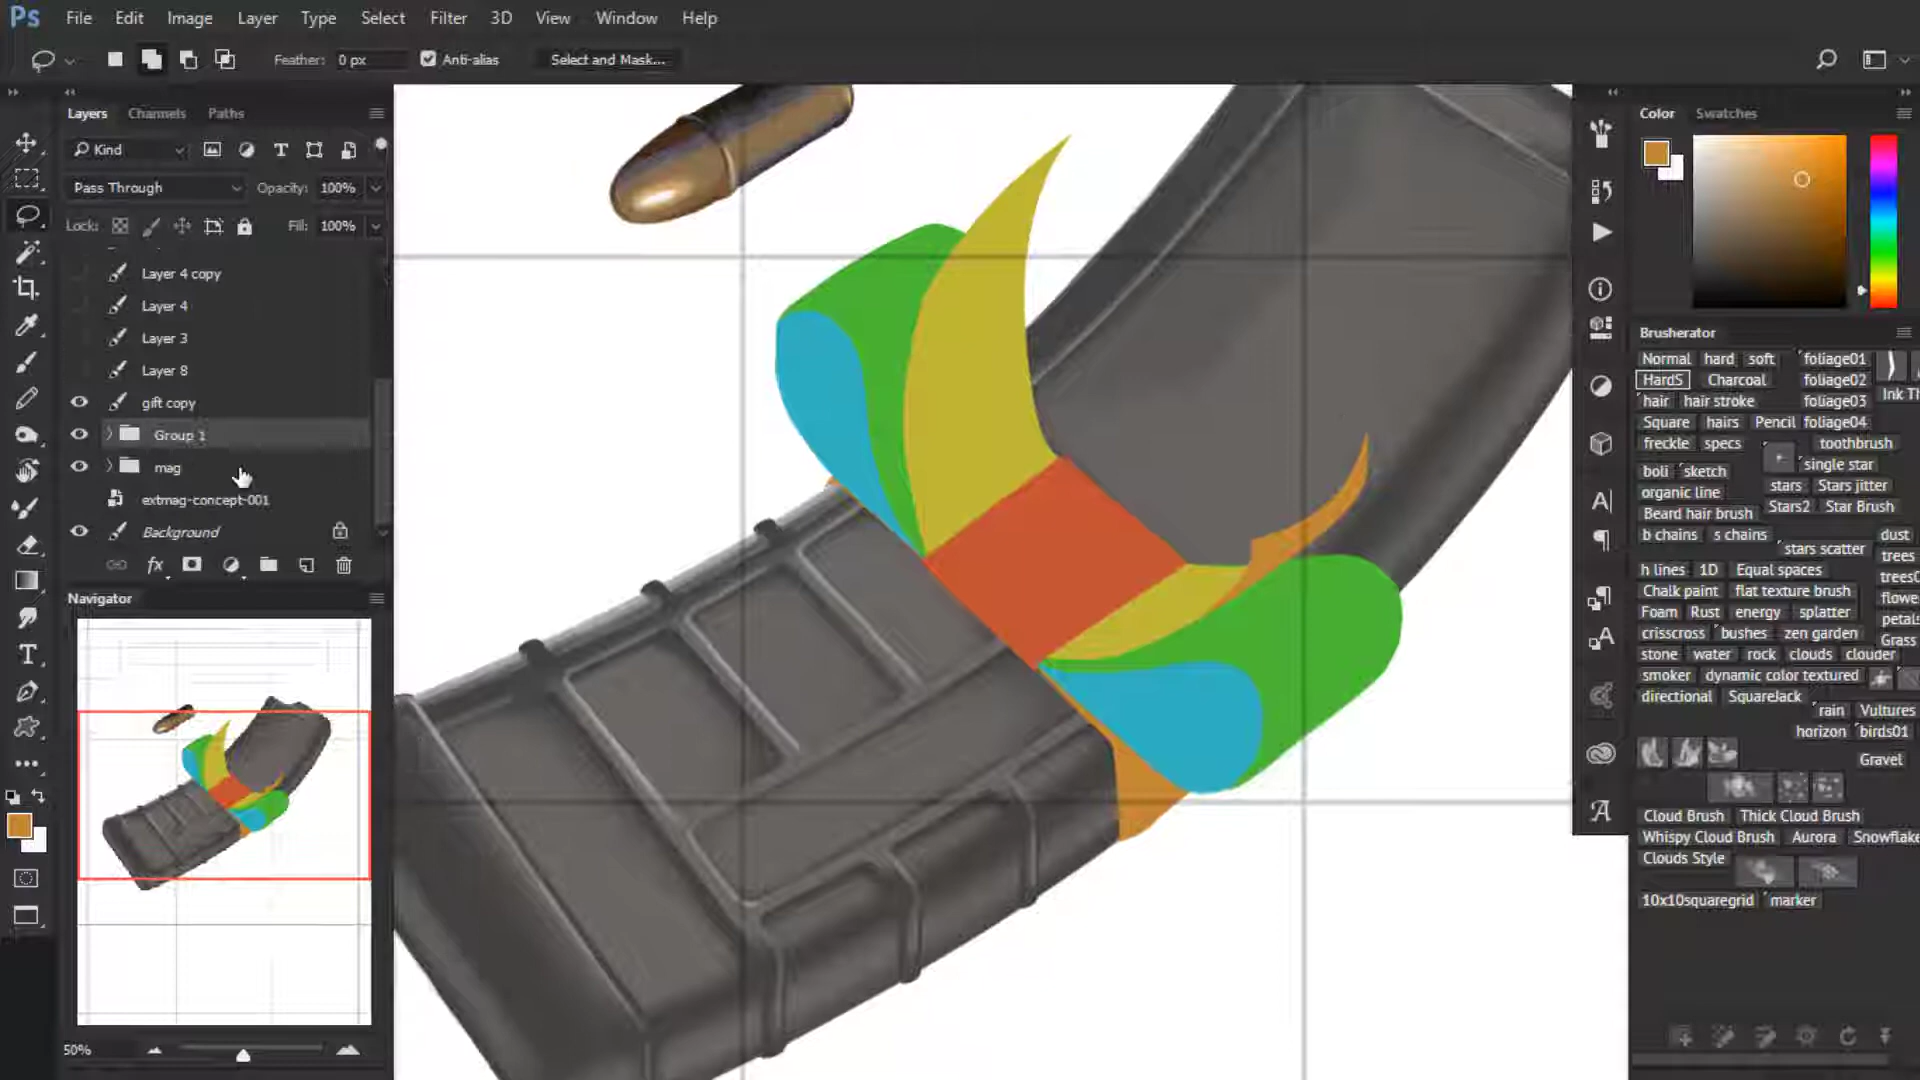 Ps File Edit Image Layer Type Select Filter 3D View Window Help
Feather: 0 px Anti-alias Select and Mask...
Layers Channels Paths
Kind
Pass Through Opacity: 100%
Lock: Fill: 100%
Layer 4 copy
Layer 4
Layer 3
Layer 8
gift copy
Group 1
mag
extmag-concept-001
Background
fx
Navigator
50%
Color Swatches
Brusherator
Normal hard soft foliage01
HardS Charcoal foliage02
Ink Th
hair hair stroke foliage03
Square hairs Pencil foliage04
freckle specs toothbrush
boli sketch single star
organic line stars Stars jitter
Beard hair brush Stars2 Star Brush
b chains s chains dust
stars scatter trees
h lines 1D Equal spaces
Chalk paint flat texture brush
Foam Rust energy splatter
crisscross bushes zen garden Grass
stone water rock clouds clouder
smoker dynamic color textured
directional SquareJack
rain Vultures
horizon birds01
Gravel
Cloud Brush Thick Cloud Brush
Whispy Cloud Brush Aurora Snowflake
Clouds Style
10x10squaregrid marker